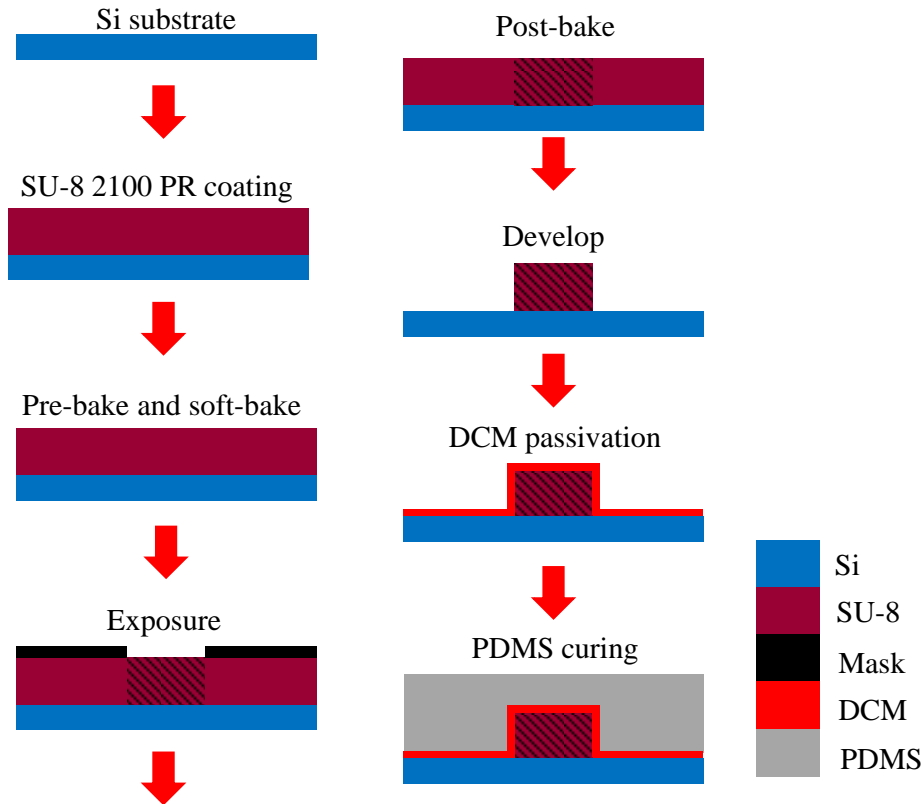 Si substrate
SU-8 2100 PR coating
Pre-bake and soft-bake
Exposure
Post-bake
Develop
DCM passivation
PDMS curing
Si
SU-8
Mask
DCM
PDMS